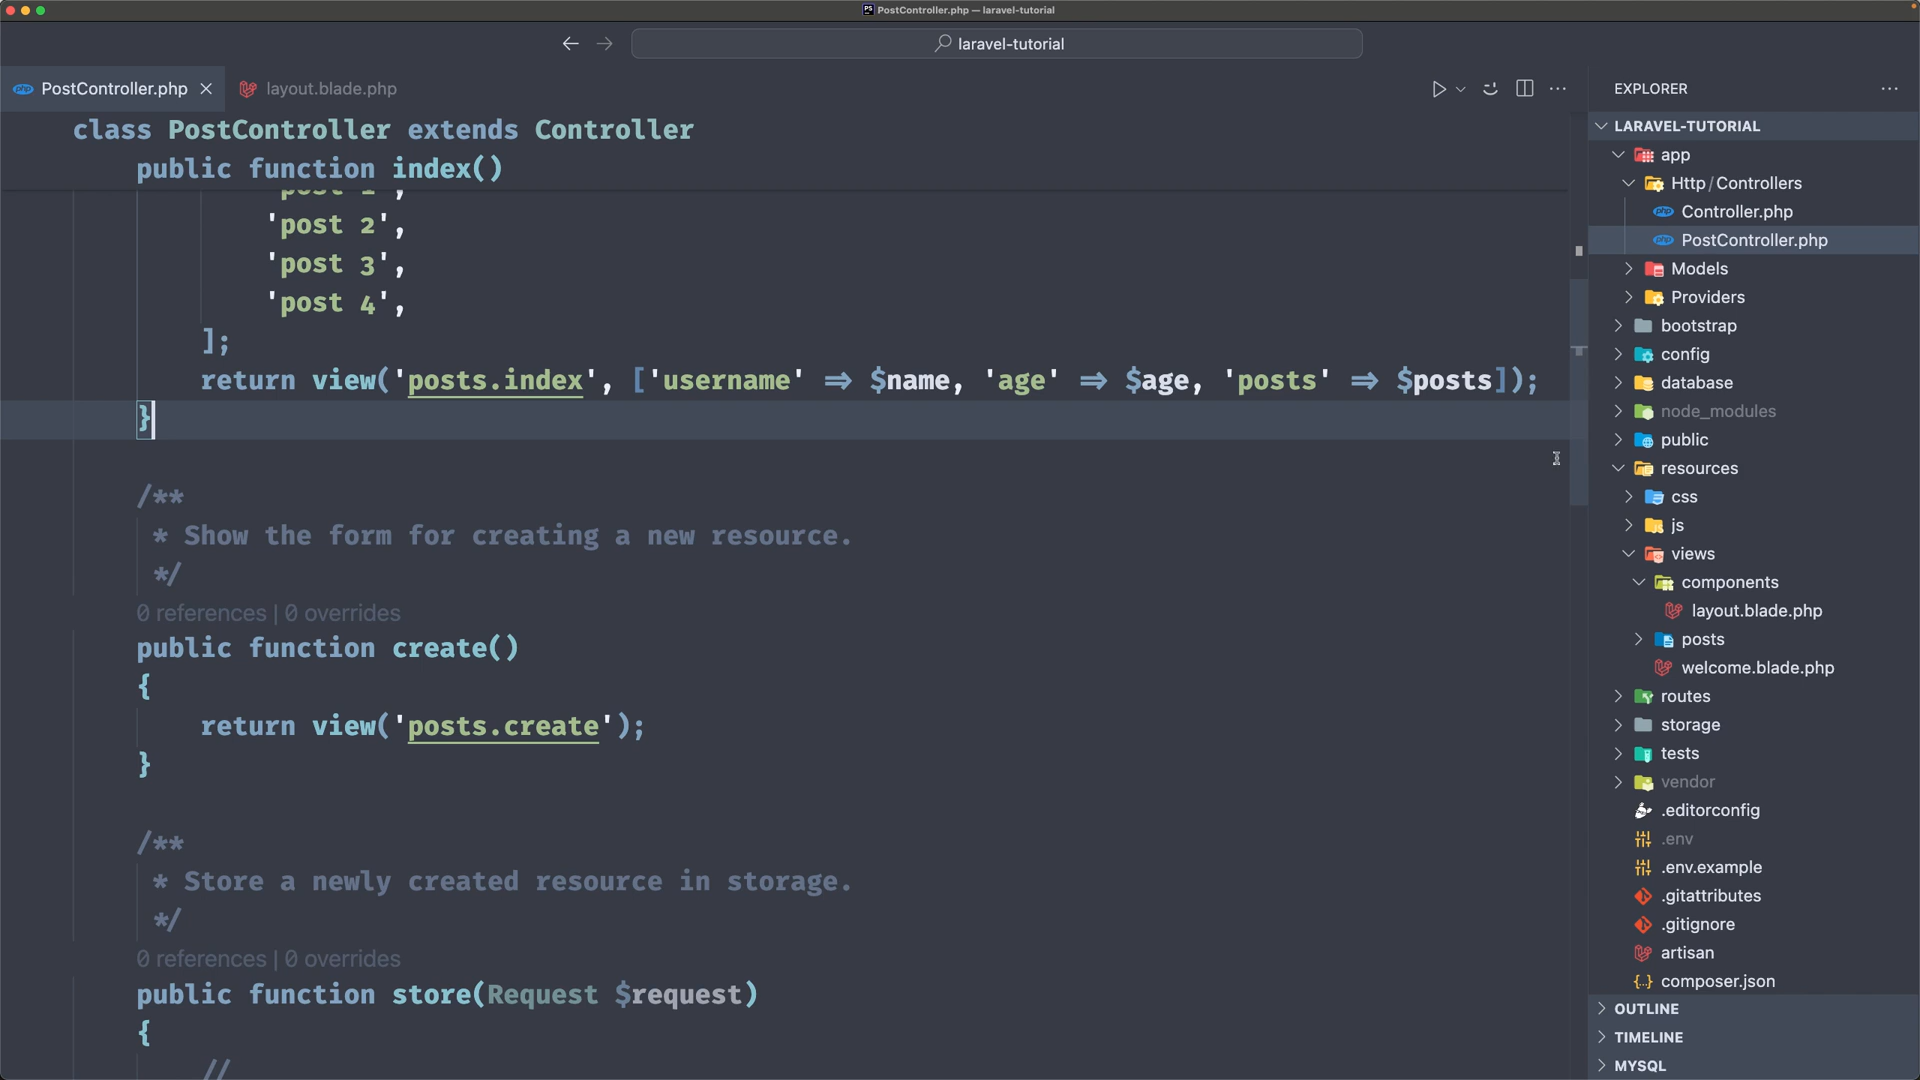 PostController.php — laravel-tutorial
laravel-tutorial
PostController.php
layout.blade.php
class PostController extends Controller
public function index()
'post 1',
'post 2',
'post 3',
'post 4',
];
return view('posts.index', ['username' => $name, 'age' => $age, 'posts' => $posts]);
}
/**
* Show the form for creating a new resource.
*/
0 references | 0 overrides
public function create()
{
return view('posts.create');
}
/**
* Store a newly created resource in storage.
*/
0 references | 0 overrides
public function store(Request $request)
{
//
EXPLORER
LARAVEL-TUTORIAL
app
Http/Controllers
Controller.php
PostController.php
Models
Providers
bootstrap
config
database
node_modules
public
resources
css
js
views
components
layout.blade.php
posts
welcome.blade.php
routes
storage
tests
vendor
.editorconfig
.env
.env.example
.gitattributes
.gitignore
artisan
composer.json
OUTLINE
TIMELINE
MYSQL